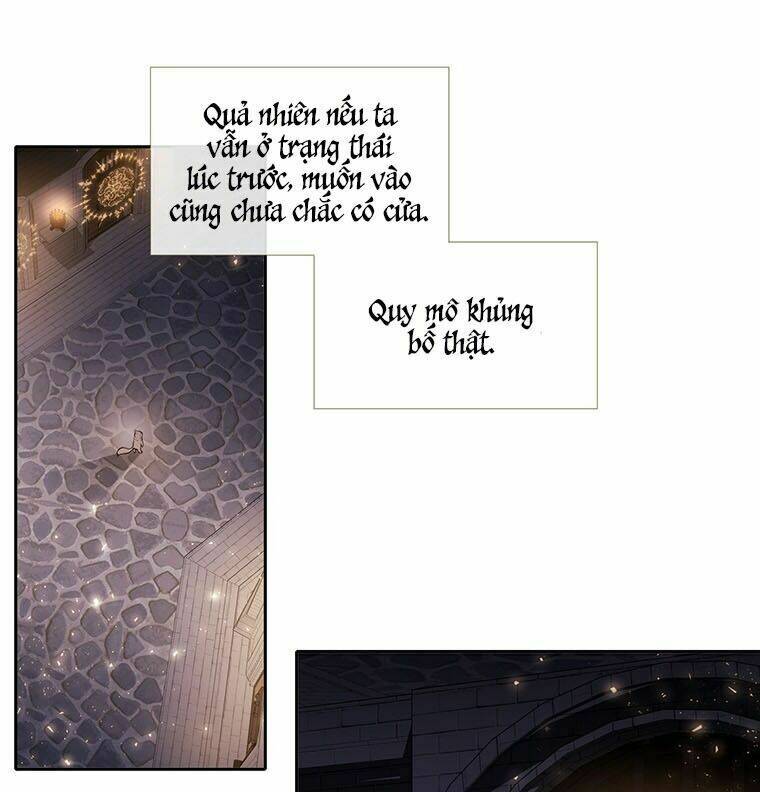 Quả nhiên nếu ta
vẫn ở trạng thái
lúc trước, muốn vào
cũng chưa chắc có cửa.
Quy mô khủng
bố thật.